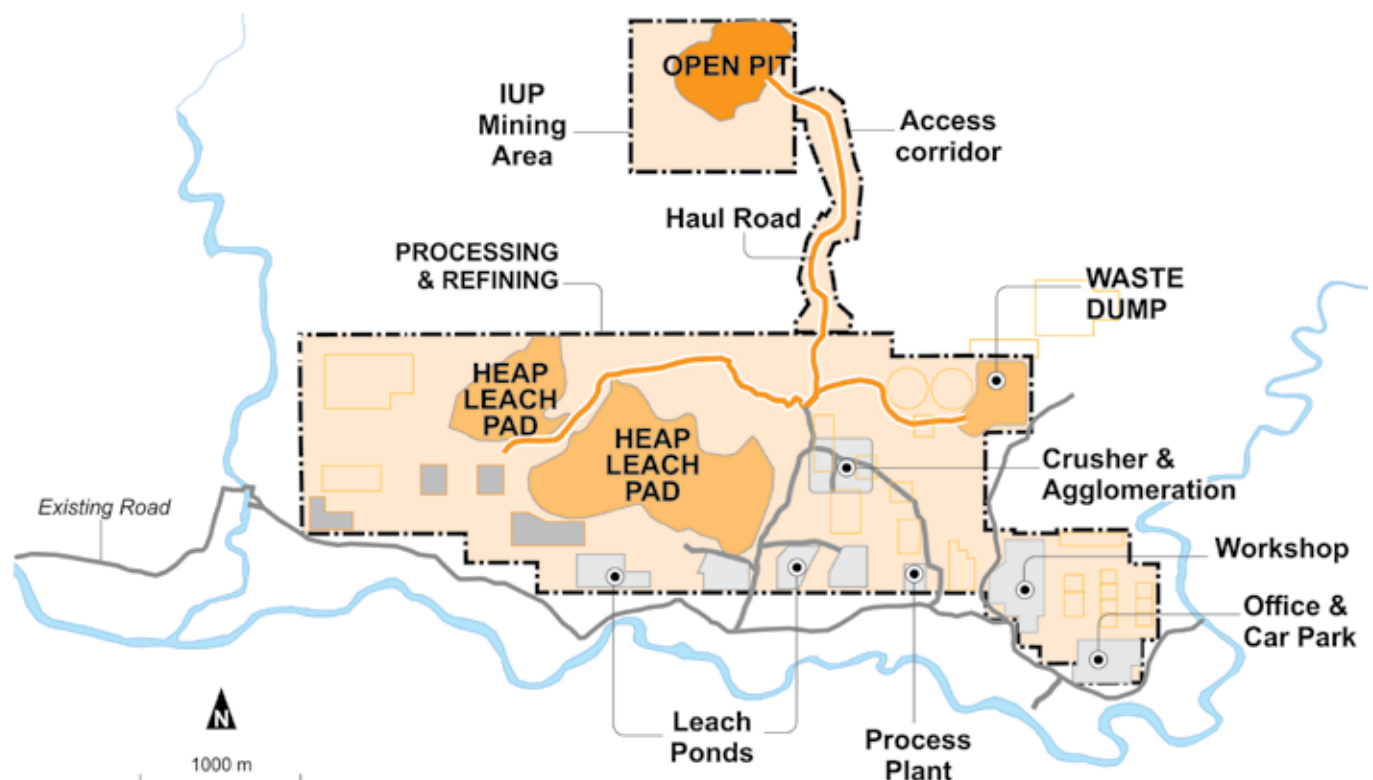 OPEN PIT
IUP
Mining
Area
Access
corridor
Haul Road
PROCESSING
& REFINING
WASTE
DUMP
HEAP
LEACH
PAD
HEAP
LEACH
PAD
Crusher &
Agglomeration
Existing Road
Workshop
Office &
Car Park
Leach
Ponds
Process
Plant
N
1000 m